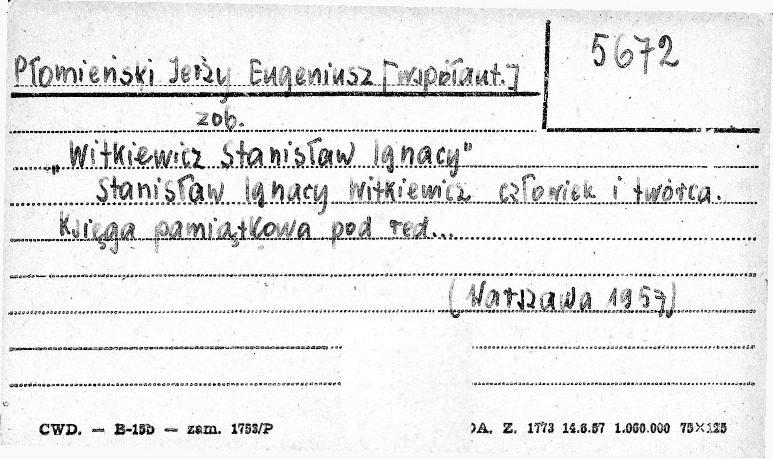 5672
Płomieński Jerzy Eugeniusz [współaut.]
zob.
„Witkiewicz Stanisław Ignacy"
Stanisław Ignacy Witkiewicz człowiek i twórca.
Księga pamiątkowa pod red...
(Warszawa 1957)
CWD. — E-15b — zam. 1753/P
DA. Z. 1773 14.6.57 1.000.000 75×125